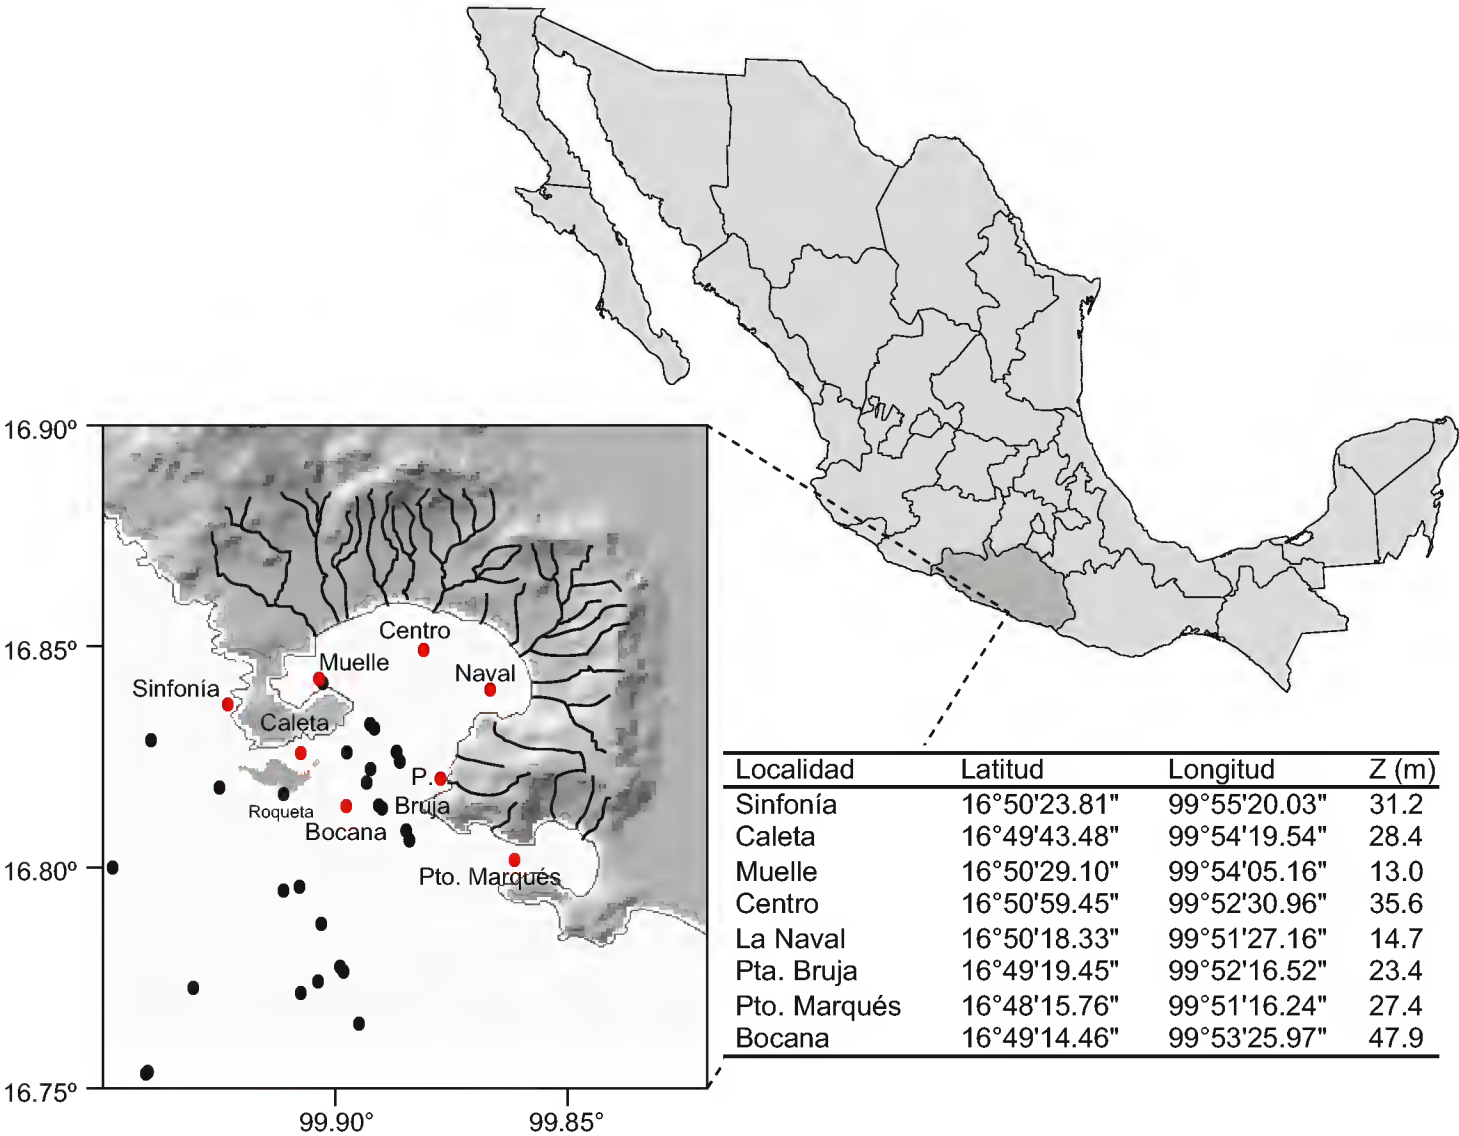 16.90º
16.85º
16.80º
16.75º
99.90°
99.85°
Centro
Muelle
Naval
Sinfonía
Caleta
P.
Bruja
Roqueta
Bocana
Pto. Marqués
Localidad Latitud Longitud Z (m)
Sinfonía 16°50'23.81" 99°55'20.03" 31.2
Caleta 16°49'43.48" 99°54'19.54" 28.4
Muelle 16°50'29.10" 99°54'05.16" 13.0
Centro 16°50'59.45" 99°52'30.96" 35.6
La Naval 16°50'18.33" 99°51'27.16" 14.7
Pta. Bruja 16°49'19.45" 99°52'16.52" 23.4
Pto. Marqués 16°48'15.76" 99°51'16.24" 27.4
Bocana 16°49'14.46" 99°53'25.97" 47.9